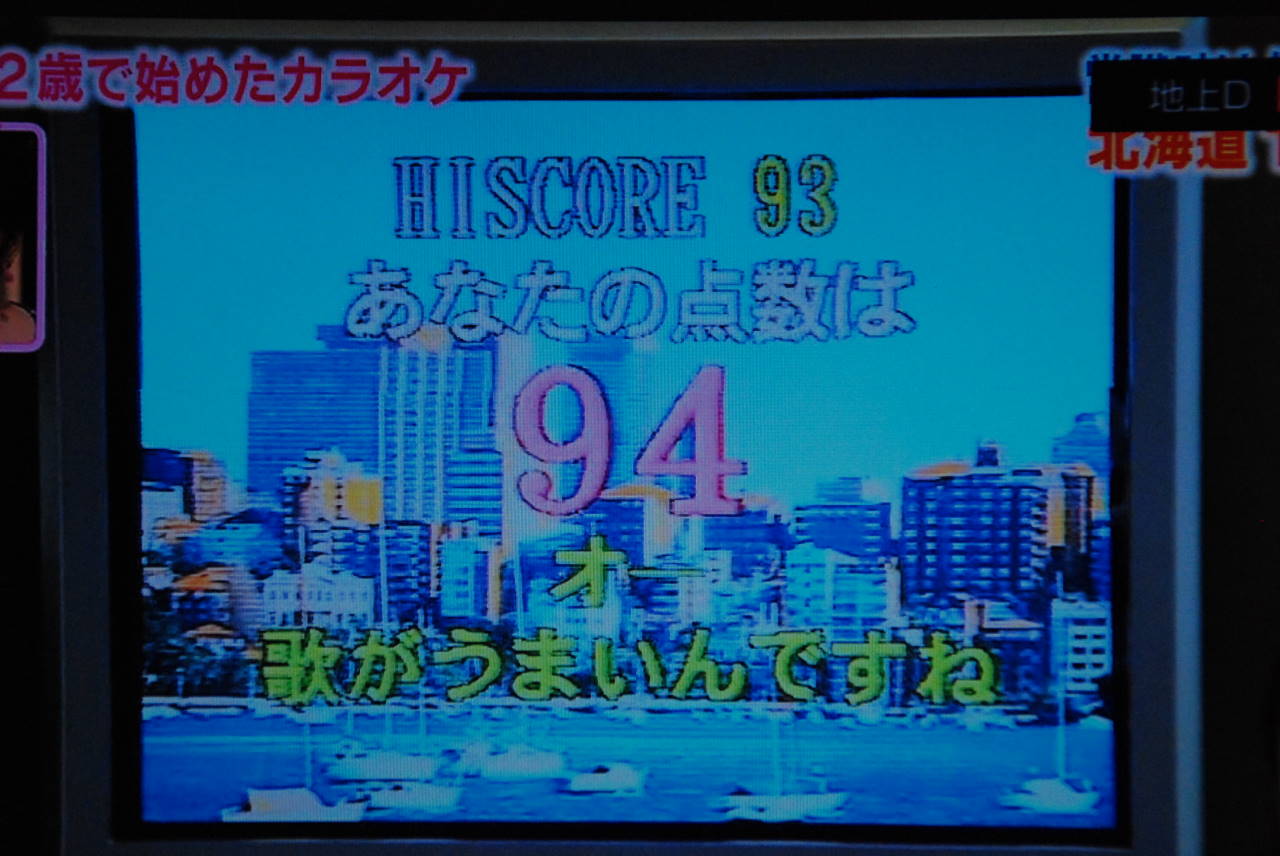 2歳で始めたカラオケ
地上D
北海道
HISCORE 93
あなたの点数は
94
オー
歌がうまいんですね